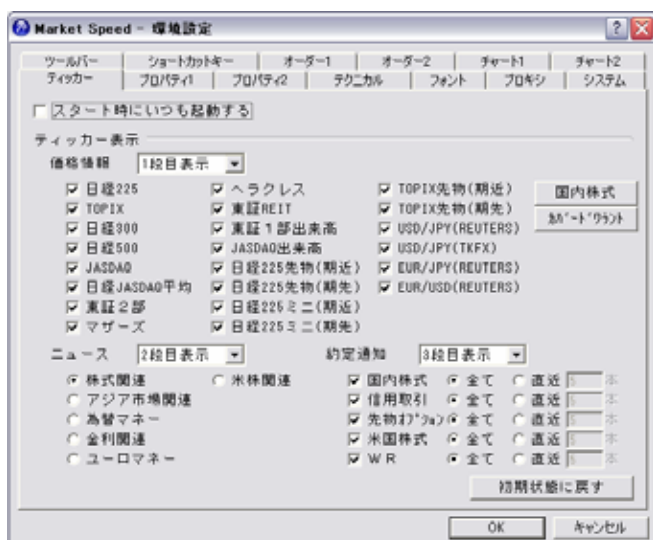 Market Speed - 環境設定
ツールバー ショートカットキー オーダー1 オーダー2 チャート1 チャート2
ティッカー プロパティ1 プロパティ2 テクニカル フォント プロキシ システム
スタート時にいつも起動する
ティッカー表示
価格情報 1段目表示
日経225 ヘラクレス TOPIX先物(期近) 国内株式
TOPIX 東証REIT TOPIX先物(期先) カバードワラント
日経300 東証1部出来高 USD/JPY(REUTERS)
日経500 JASDAQ出来高 USD/JPY(TKFX)
JASDAQ 日経225先物(期近) EUR/JPY(REUTERS)
日経JASDAQ平均 日経225先物(期先) EUR/USD(REUTERS)
東証2部 日経225ミニ(期近)
マザーズ 日経225ミニ(期先)
ニュース 2段目表示 約定通知 3段目表示
株式関連 米株関連 国内株式 全て 直近 5 本
アジア市場関連 信用取引 全て 直近 5 本
為替マネー 先物オプション 全て 直近 5 本
金利関連 米国株式 全て 直近 5 本
ユーロマネー WR 全て 直近 5 本
初期状態に戻す
OK キャンセル